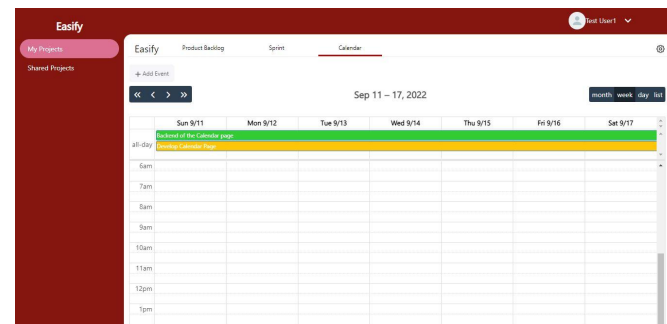 Easify
Test User1
My Projects
Shared Projects
Easify Product Backlog Sprint Calendar
+ Add Event
Sep 11 – 17, 2022
month week day list
Sun 9/11 Mon 9/12 Tue 9/13 Wed 9/14 Thu 9/15 Fri 9/16 Sat 9/17
all-day
Backend of the Calendar page
Develop Calendar Page
6am
7am
8am
9am
10am
11am
12pm
1pm